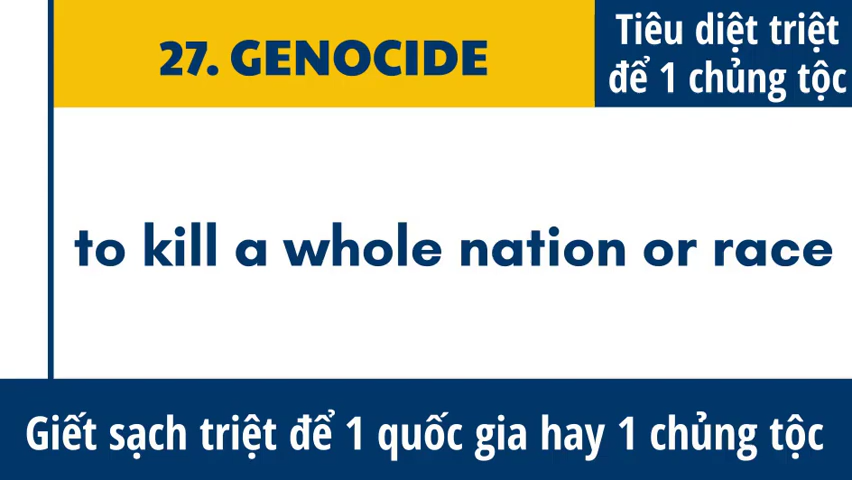 27. GENOCIDE
Tiêu diệt triệt
để 1 chủng tộc
to kill a whole nation or race
Giết sạch triệt để 1 quốc gia hay 1 chủng tộc